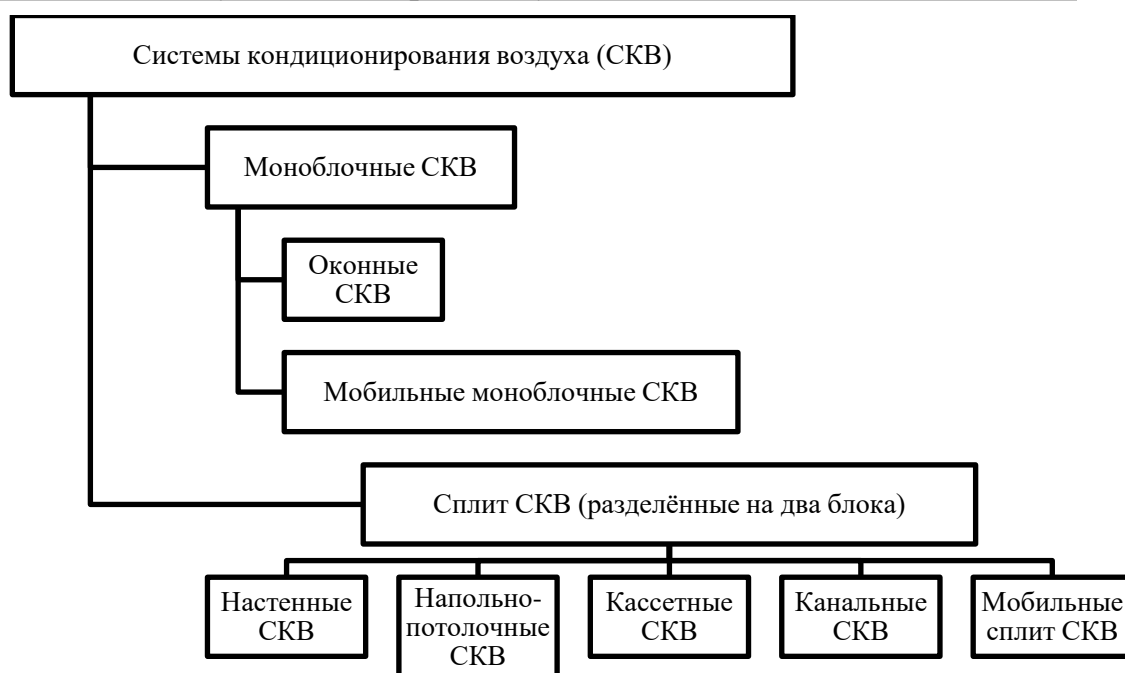 Системы кондиционирования воздуха (СКВ)
Моноблочные СКВ
Оконные
СКВ
Мобильные моноблочные СКВ
Сплит СКВ (разделённые на два блока)
Настенные
СКВ
Напольно-
потолочные
СКВ
Кассетные
СКВ
Канальные
СКВ
Мобильные
сплит СКВ